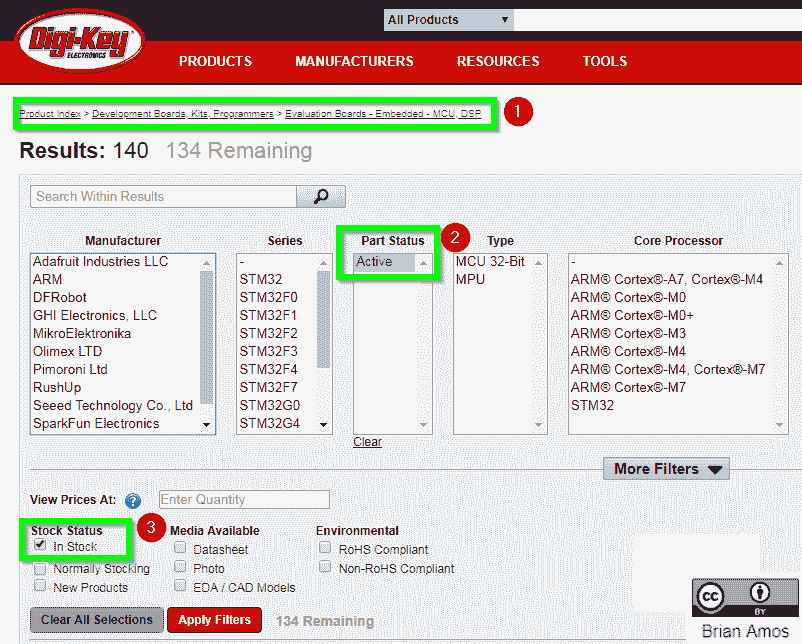 All Products
Digi-Key
ELECTRONICS
PRODUCTS MANUFACTURERS RESOURCES TOOLS
Product Index > Development Boards, Kits, Programmers > Evaluation Boards - Embedded - MCU, DSP 1
Results: 140 134 Remaining
Search Within Results
Manufacturer
Adafruit Industries LLC
ARM
DFRobot
GHI Electronics, LLC
MikroElektronika
Olimex LTD
Pimoroni Ltd
RushUp
Seeed Technology Co., Ltd
SparkFun Electronics
Series
-
STM32
STM32F0
STM32F1
STM32F2
STM32F3
STM32F4
STM32F7
STM32G0
STM32G4
Part Status 2
Active
Clear
Type
MCU 32-Bit
MPU
Core Processor
-
ARM® Cortex®-A7, Cortex®-M4
ARM® Cortex®-M0
ARM® Cortex®-M0+
ARM® Cortex®-M3
ARM® Cortex®-M4
ARM® Cortex®-M4, Cortex®-M7
ARM® Cortex®-M7
STM32
More Filters
View Prices At: ? Enter Quantity
Stock Status 3
In Stock
Normally Stocking
New Products
Media Available
Datasheet
Photo
EDA / CAD Models
Environmental
RoHS Compliant
Non-RoHS Compliant
Clear All Selections Apply Filters 134 Remaining
cc
BY
Brian Amos